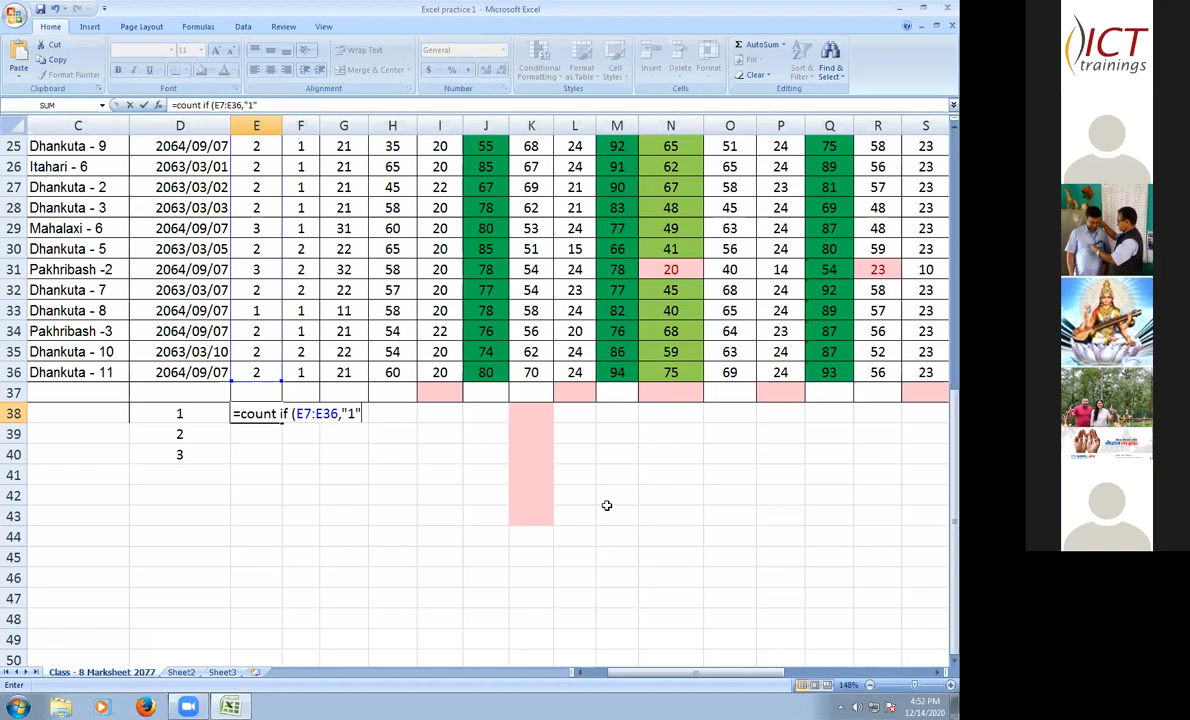 Excel practice 1 - Microsoft Excel
Home Insert Page Layout Formulas Data Review View
Paste Cut Copy Format Painter
Clipboard
11
B I U A
Font
Wrap Text
Merge & Center
Alignment
General
$ % ,
Number
Conditional Formatting Format as Table Cell Styles
Styles
Insert Delete Format
Cells
Σ AutoSum Fill Clear
Sort & Filter Find & Select
Editing
SUM =count if (E7:E36,"1"
C D E F G H I J K L M N O P Q R S
25 Dhankuta - 9 2064/09/07 2 1 21 35 20 55 68 24 92 65 51 24 75 58 23
26 Itahari - 6 2063/03/01 2 1 21 65 20 85 67 24 91 62 65 24 89 56 23
27 Dhankuta - 2 2063/03/02 2 1 21 45 22 67 69 21 90 67 58 23 81 57 23
28 Dhankuta - 3 2063/03/03 2 1 21 58 20 78 62 21 83 48 45 24 69 48 23
29 Mahalaxi - 6 2064/09/07 3 1 31 60 20 80 53 24 77 49 63 24 87 48 23
30 Dhankuta - 5 2063/03/05 2 2 22 65 20 85 51 15 66 41 56 24 80 59 23
31 Pakhribash -2 2064/09/07 3 2 32 58 20 78 54 24 78 20 40 14 54 23 10
32 Dhankuta - 7 2064/09/07 2 2 22 57 20 77 54 23 77 45 68 24 92 58 23
33 Dhankuta - 8 2064/09/07 1 1 11 58 20 78 58 24 82 40 65 24 89 57 23
34 Pakhribash -3 2064/09/07 2 1 21 54 22 76 56 20 76 68 64 23 87 56 23
35 Dhankuta - 10 2063/03/10 2 2 22 54 20 74 62 24 86 59 63 24 87 52 23
36 Dhankuta - 11 2064/09/07 2 1 21 60 20 80 70 24 94 75 69 24 93 56 23
37
38 1 =count if (E7:E36,"1"
39 2
40 3
41
42
43
44
45
46
47
48
49
50
Class - 8 Marksheet 2077 Sheet2 Sheet3
Enter 148%
4:52 PM
12/14/2020
ICT
trainings